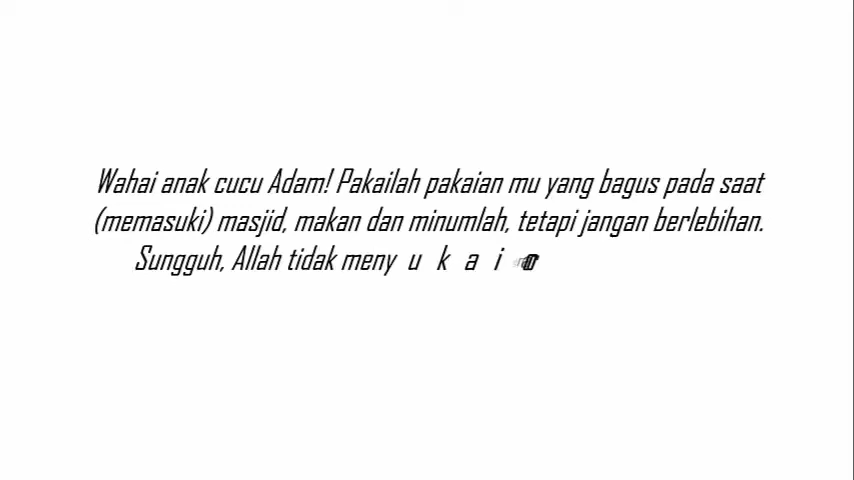 Wahai anak cucu Adam! Pakailah pakaian mu yang bagus pada saat
(memasuki) masjid, makan dan minumlah, tetapi jangan berlebihan.
Sungguh, Allah tidak menyukai